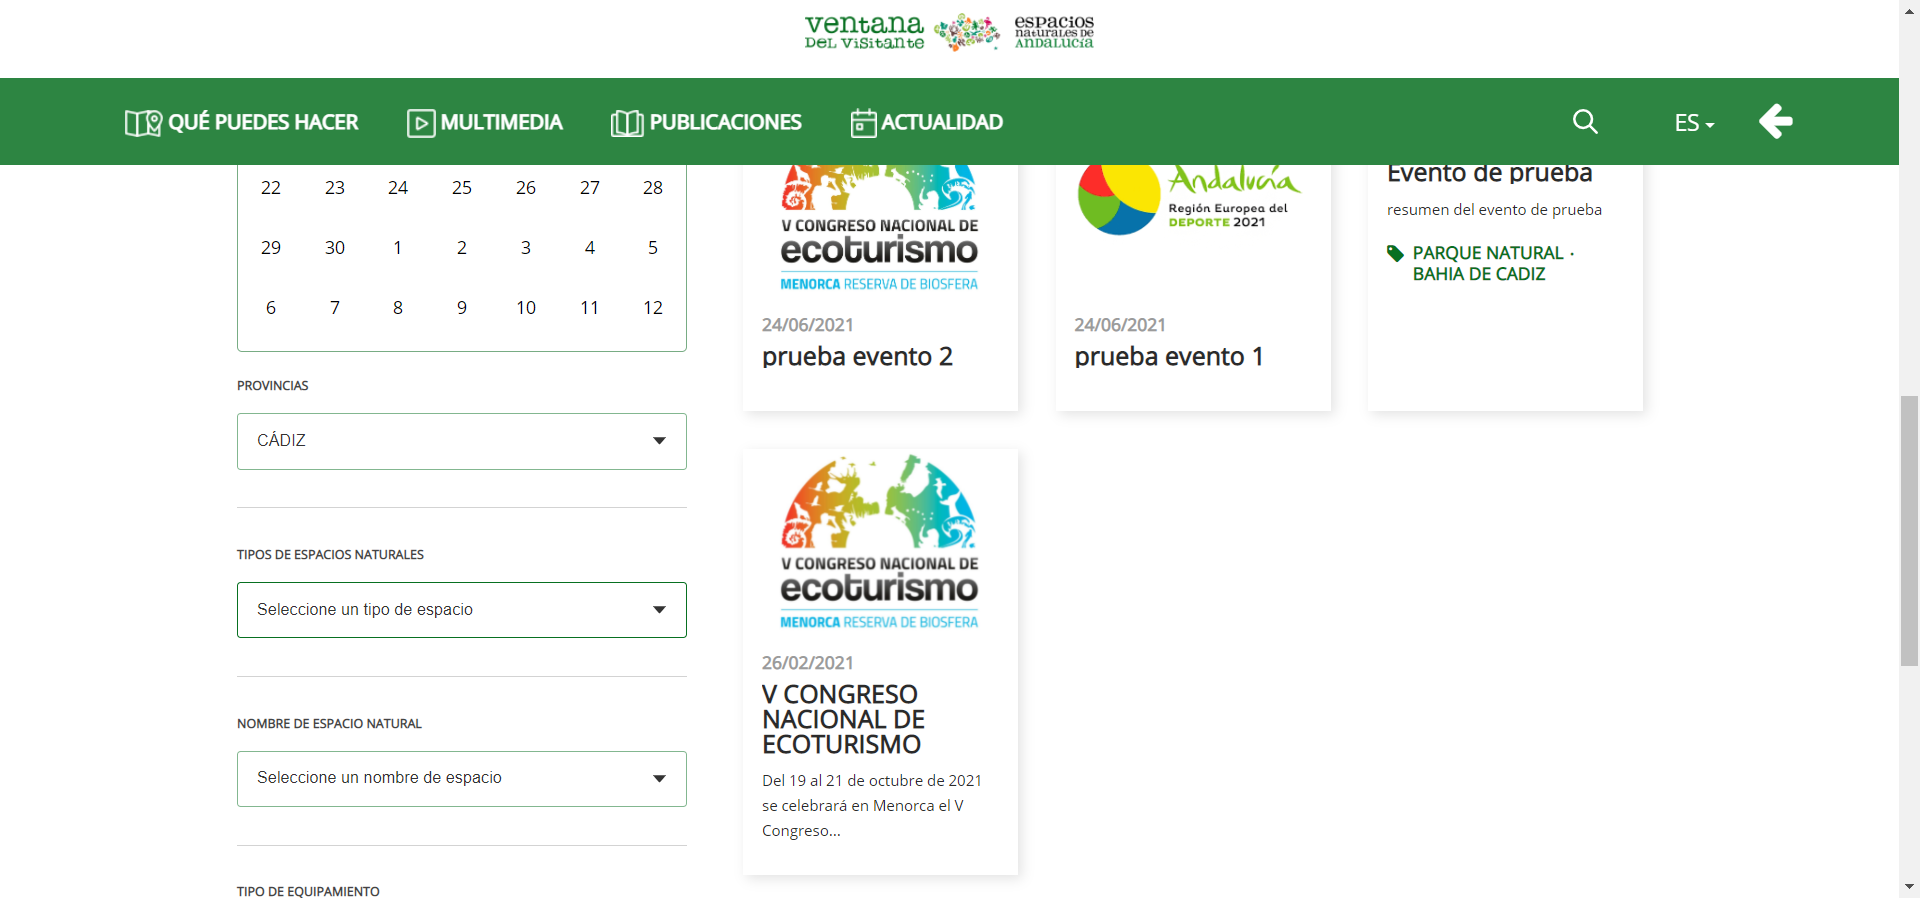 ventana
DEL VISITANTE
espacios
naturales de
ANDALUCÍA
QUÉ PUEDES HACER
MULTIMEDIA
PUBLICACIONES
ACTUALIDAD
ES
22 23 24 25 26 27 28
29 30 1 2 3 4 5
6 7 8 9 10 11 12
PROVINCIAS
CÁDIZ
TIPOS DE ESPACIOS NATURALES
Seleccione un tipo de espacio
NOMBRE DE ESPACIO NATURAL
Seleccione un nombre de espacio
TIPO DE EQUIPAMIENTO
V CONGRESO NACIONAL DE
ecoturismo
MENORCA RESERVA DE BIOSFERA
24/06/2021
prueba evento 2
Andalucía
Región Europea del
DEPORTE 2021
24/06/2021
prueba evento 1
Evento de prueba
resumen del evento de prueba
PARQUE NATURAL ·
BAHIA DE CADIZ
V CONGRESO NACIONAL DE
ecoturismo
MENORCA RESERVA DE BIOSFERA
26/02/2021
V CONGRESO
NACIONAL DE
ECOTURISMO
Del 19 al 21 de octubre de 2021
se celebrará en Menorca el V
Congreso...